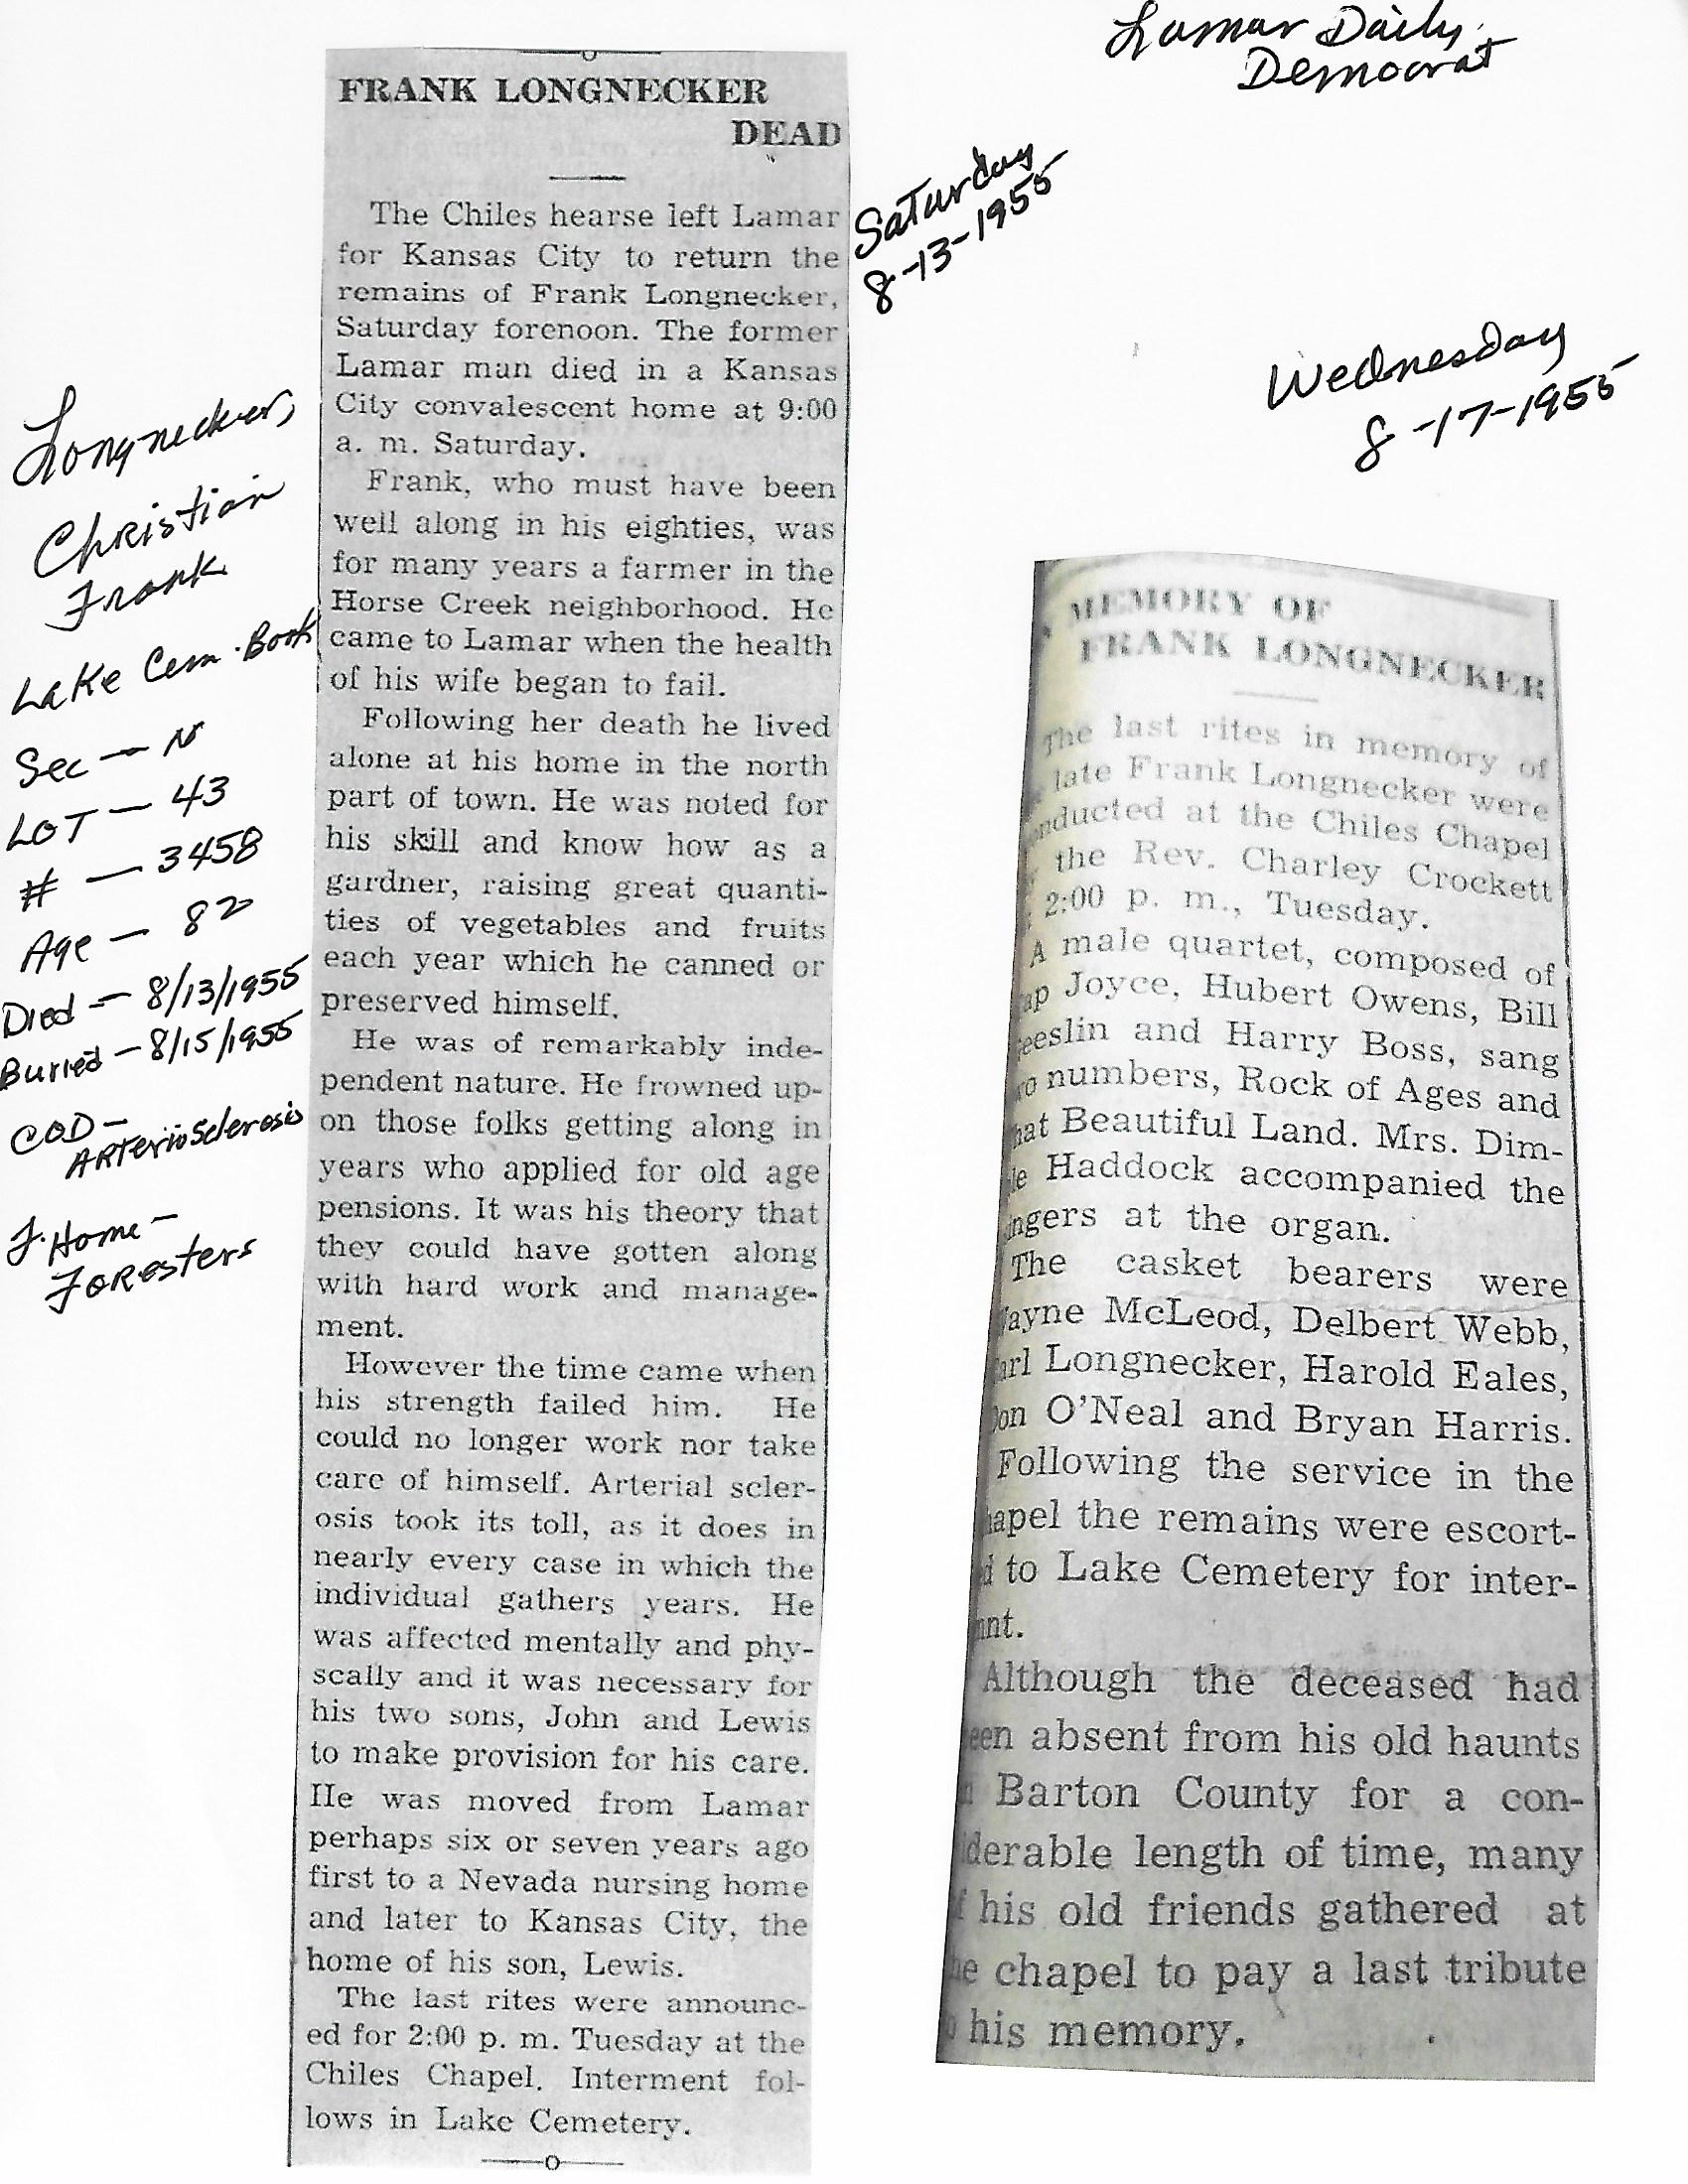 Lamar Daily
Democrat
FRANK LONGNECKER
DEAD
Saturday
8-13-1955
The Chiles hearse left Lamar
for Kansas City to return the
remains of Frank Longnecker,
Saturday forenoon. The former
Lamar man died in a Kansas
City convalescent home at 9:00
a. m. Saturday.
Frank, who must have been
well along in his eighties, was
for many years a farmer in the
Horse Creek neighborhood. He
came to Lamar when the health
of his wife began to fail.
Following her death he lived
alone at his home in the north
part of town. He was noted for
his skill and know how as a
gardner, raising great quanti-
ties of vegetables and fruits
each year which he canned or
preserved himself.
He was of remarkably inde-
pendent nature. He frowned up-
on those folks getting along in
years who applied for old age
pensions. It was his theory that
they could have gotten along
with hard work and manage-
ment.
However the time came when
his strength failed him. He
could no longer work nor take
care of himself. Arterial scler-
osis took its toll, as it does in
nearly every case in which the
individual gathers years. He
was affected mentally and phy-
scally and it was necessary for
his two sons, John and Lewis
to make provision for his care.
He was moved from Lamar
perhaps six or seven years ago
first to a Nevada nursing home
and later to Kansas City, the
home of his son, Lewis.
The last rites were announc-
ed for 2:00 p. m. Tuesday at the
Chiles Chapel. Interment fol-
lows in Lake Cemetery.
Longnecker,
Christian
Frank
Lake Cem. Book
Sec — N
LOT — 43
# — 3458
Age — 82
Died — 8/13/1955
Buried — 8/15/1955
COD —
ARTerioSclerosis
F. Home —
FOResters
Wednesday
8-17-1955
MEMORY OF
FRANK LONGNECKER
The last rites in memory of
late Frank Longnecker were
onducted at the Chiles Chapel
the Rev. Charley Crockett
2:00 p. m., Tuesday.
A male quartet, composed of
ap Joyce, Hubert Owens, Bill
eeslin and Harry Boss, sang
wo numbers, Rock of Ages and
hat Beautiful Land. Mrs. Dim-
le Haddock accompanied the
ingers at the organ.
The casket bearers were
Wayne McLeod, Delbert Webb,
arl Longnecker, Harold Eales,
Don O'Neal and Bryan Harris.
Following the service in the
hapel the remains were escort-
ed to Lake Cemetery for inter-
mnt.
Although the deceased had
een absent from his old haunts
n Barton County for a con-
iderable length of time, many
f his old friends gathered at
he chapel to pay a last tribute
o his memory.